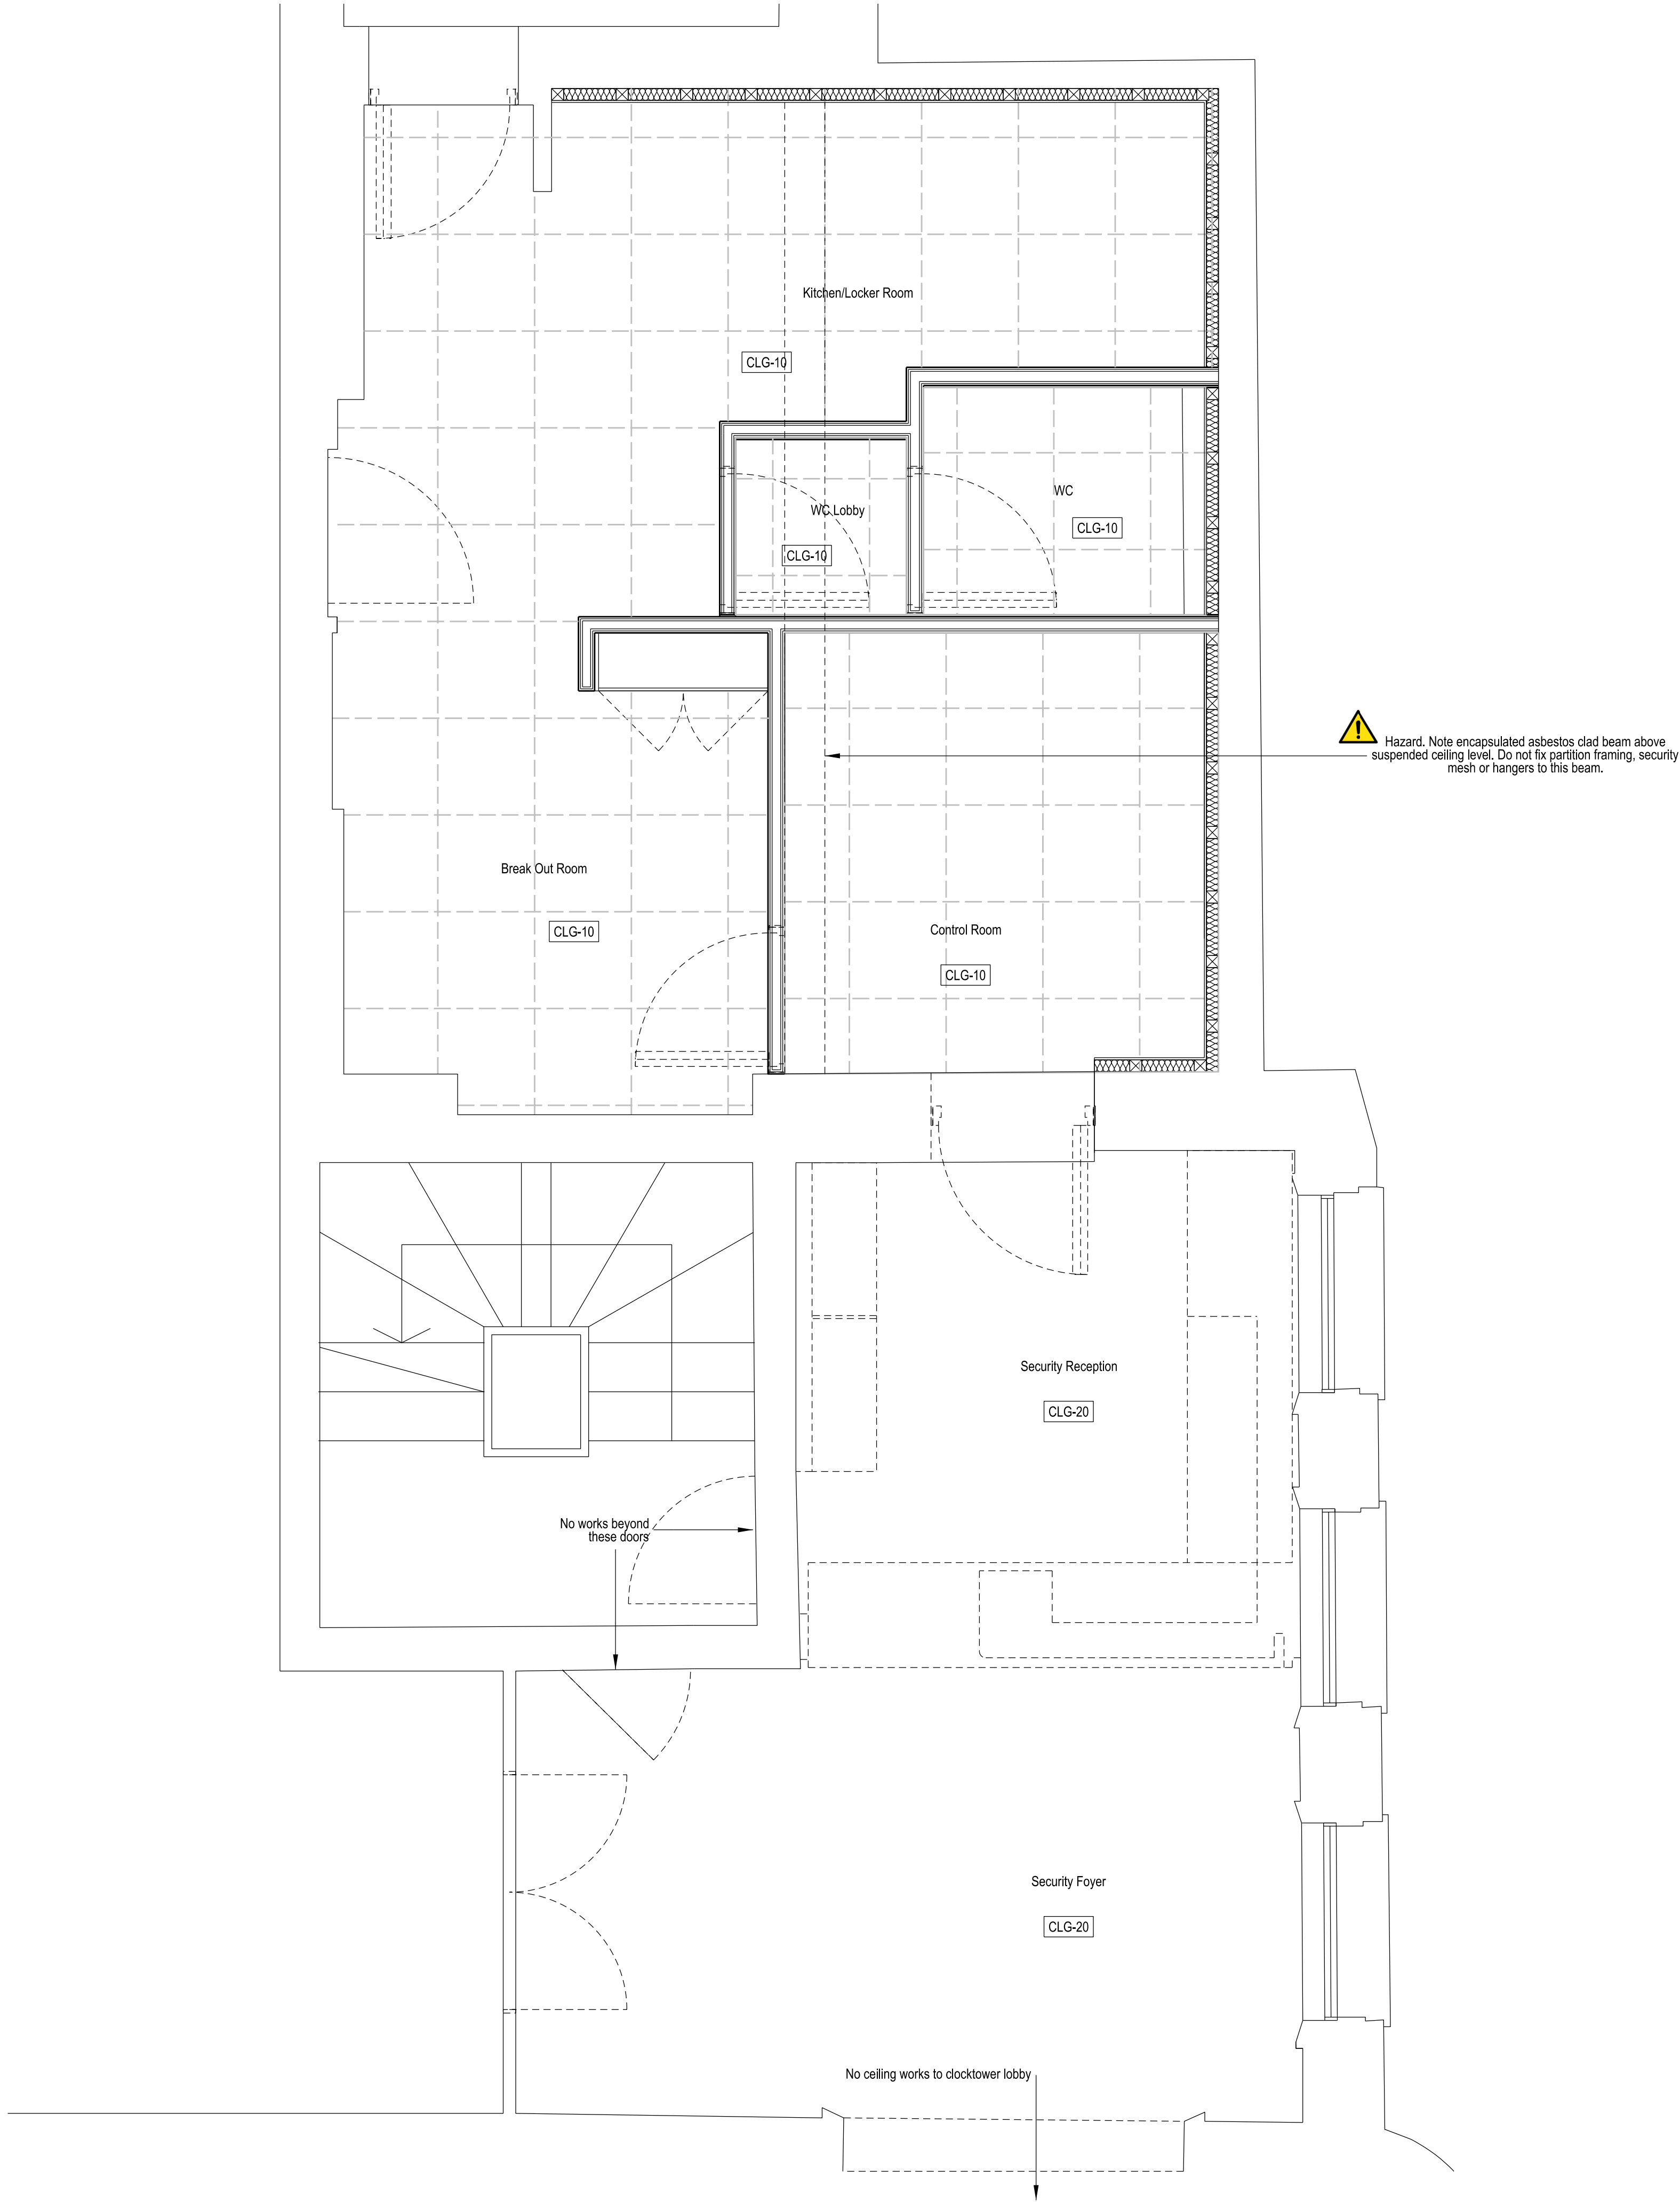 Kitchen/Locker Room
CLG-10
WC
WC Lobby
CLG-10
CLG-10
Hazard. Note encapsulated asbestos clad beam above
suspended ceiling level. Do not fix partition framing, security
mesh or hangers to this beam.
Break Out Room
CLG-10
Control Room
CLG-10
Security Reception
CLG-20
No works beyond
these doors
Security Foyer
CLG-20
No ceiling works to clocktower lobby